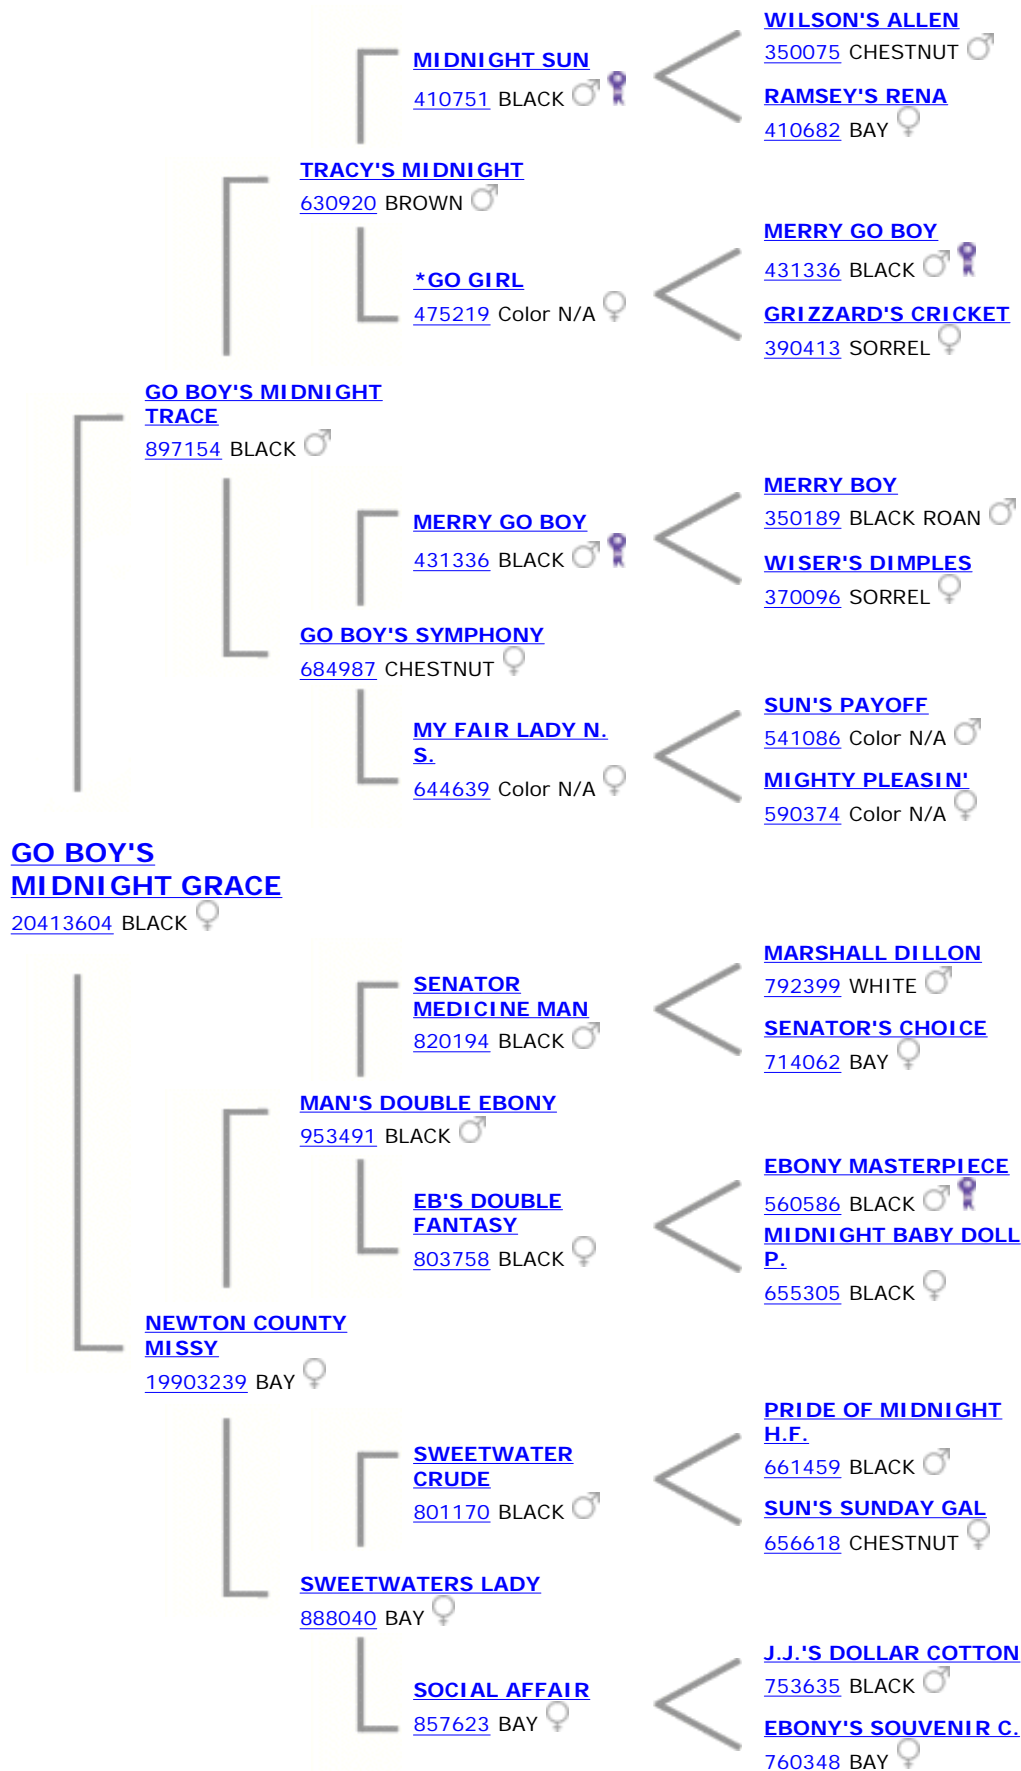 WILSON'S ALLEN
350075 CHESTNUT
MIDNIGHT SUN
410751 BLACK
RAMSEY'S RENA
410682 BAY
TRACY'S MIDNIGHT
630920 BROWN
MERRY GO BOY
431336 BLACK
*GO GIRL
475219 Color N/A
GRIZZARD'S CRICKET
390413 SORREL
GO BOY'S MIDNIGHT
TRACE
897154 BLACK
MERRY BOY
350189 BLACK ROAN
MERRY GO BOY
431336 BLACK
WISER'S DIMPLES
370096 SORREL
GO BOY'S SYMPHONY
684987 CHESTNUT
SUN'S PAYOFF
541086 Color N/A
MY FAIR LADY N.
S.
644639 Color N/A
MIGHTY PLEASIN'
590374 Color N/A
GO BOY'S
MIDNIGHT GRACE
20413604 BLACK
MARSHALL DILLON
792399 WHITE
SENATOR
MEDICINE MAN
820194 BLACK
SENATOR'S CHOICE
714062 BAY
MAN'S DOUBLE EBONY
953491 BLACK
EBONY MASTERPIECE
560586 BLACK
EB'S DOUBLE
FANTASY
803758 BLACK
MIDNIGHT BABY DOLL
P.
655305 BLACK
NEWTON COUNTY
MISSY
19903239 BAY
PRIDE OF MIDNIGHT
H.F.
661459 BLACK
SWEETWATER
CRUDE
801170 BLACK
SUN'S SUNDAY GAL
656618 CHESTNUT
SWEETWATERS LADY
888040 BAY
J.J.'S DOLLAR COTTON
753635 BLACK
SOCIAL AFFAIR
857623 BAY
EBONY'S SOUVENIR C.
760348 BAY